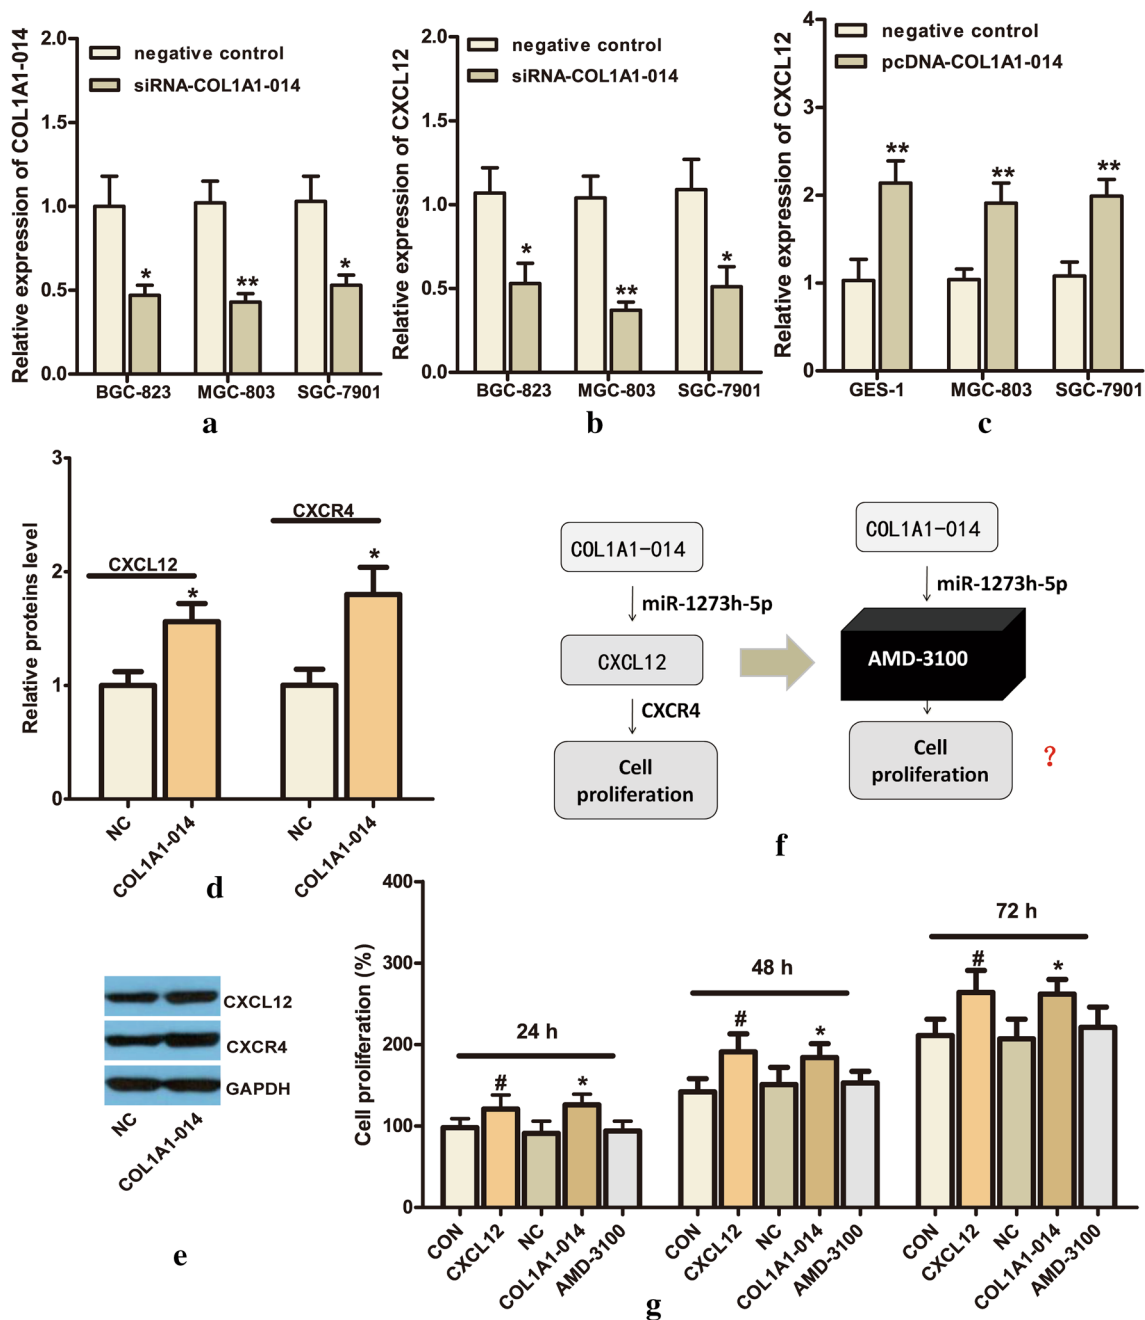 Relative expression of COL1A1-014
2.0
1.5
1.0
0.5
0.0
negative control
siRNA-COL1A1-014
*
**
*
BGC-823
MGC-803
SGC-7901
a
Relative expression of CXCL12
2.0
1.5
1.0
0.5
0.0
negative control
siRNA-COL1A1-014
*
**
*
BGC-823
MGC-803
SGC-7901
b
Relative expression of CXCL12
4
3
2
1
0
negative control
pcDNA-COL1A1-014
**
**
**
GES-1
MGC-803
SGC-7901
c
Relative proteins level
3
2
1
0
CXCL12
*
CXCR4
*
NC
COL1A1-014
NC
COL1A1-014
d
COL1A1-014
miR-1273h-5p
CXCL12
CXCR4
Cell
proliferation
COL1A1-014
miR-1273h-5p
AMD-3100
Cell
proliferation
?
f
CXCL12
CXCR4
GAPDH
NC
COL1A1-014
e
Cell proliferation (%)
400
300
200
100
0
24 h
#
*
48 h
#
*
72 h
#
*
CON
CXCL12
NC
COL1A1-014
AMD-3100
CON
CXCL12
NC
COL1A1-014
AMD-3100
CON
CXCL12
NC
COL1A1-014
AMD-3100
g